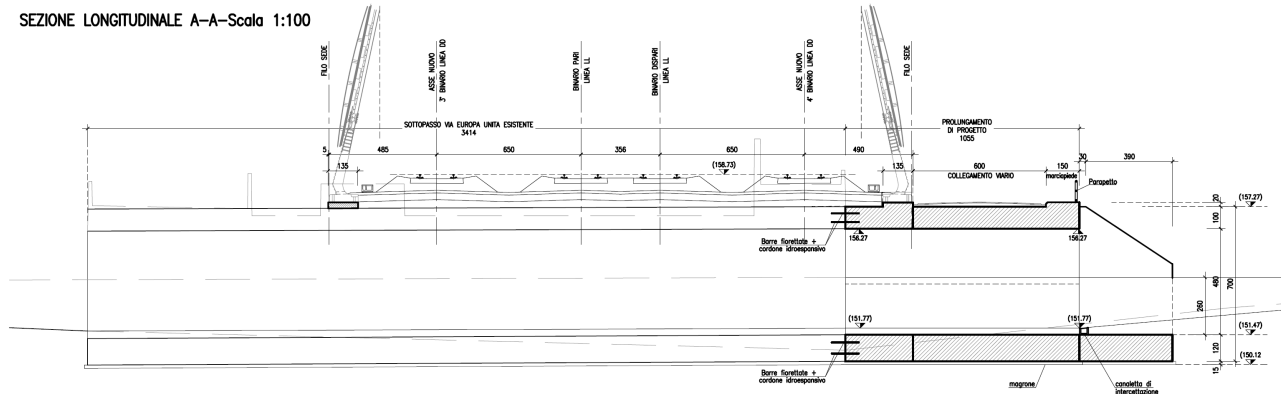 SEZIONE LONGITUDINALE A-A-Scala 1:100
FILO SEDE
ASSE NUOVO
3° BINARIO LINEA DD
BINARIO PARI
LINEA LL
BINARIO DISPARI
LINEA LL
ASSE NUOVO
4° BINARIO LINEA DD
FILO SEDE
SOTTOPASSO VIA EUROPA UNITA ESISTENTE
3414
PROLUNGAMENTO
DI PROGETTO
1055
5
485
650
356
650
490
135
(158.73)
135
600
150
30
390
COLLEGAMENTO VIARIO
marciapiede
Parapetto
20
(157.27)
100
Barre fiorettate +
cordone idroespansivo
156.27
156.27
480
700
260
(151.77)
(151.77)
(151.47)
120
(150.12
15
Barre fiorettate +
cordone idroespansivo
magrone
canaletta di
intercettazione